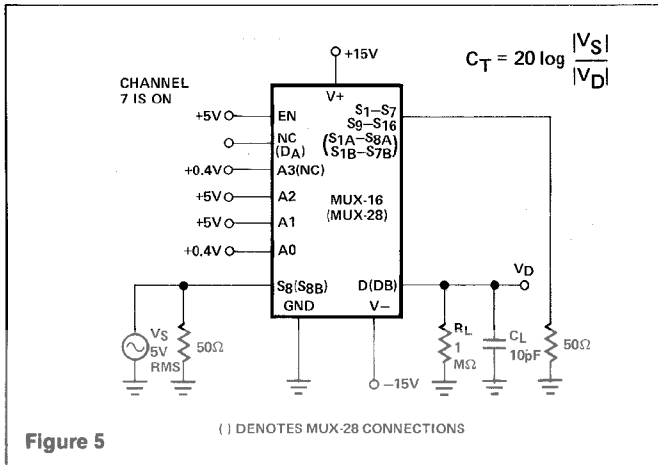 +15V
C_T = 20 log |V_S| / |V_D|
CHANNEL
7 IS ON
V+
+5V EN
S1–S7
S9–S16
(S1A–S8A)
(S1B–S7B)
NC
(D_A)
+0.4V A3(NC)
+5V A2
MUX-16
(MUX-28)
+5V A1
+0.4V A0
S8(S8B)
D(DB)
V_D
GND
V−
V_S
5V
RMS
50Ω
R_L
1
MΩ
C_L
10pF
50Ω
−15V
( ) DENOTES MUX-28 CONNECTIONS
Figure 5